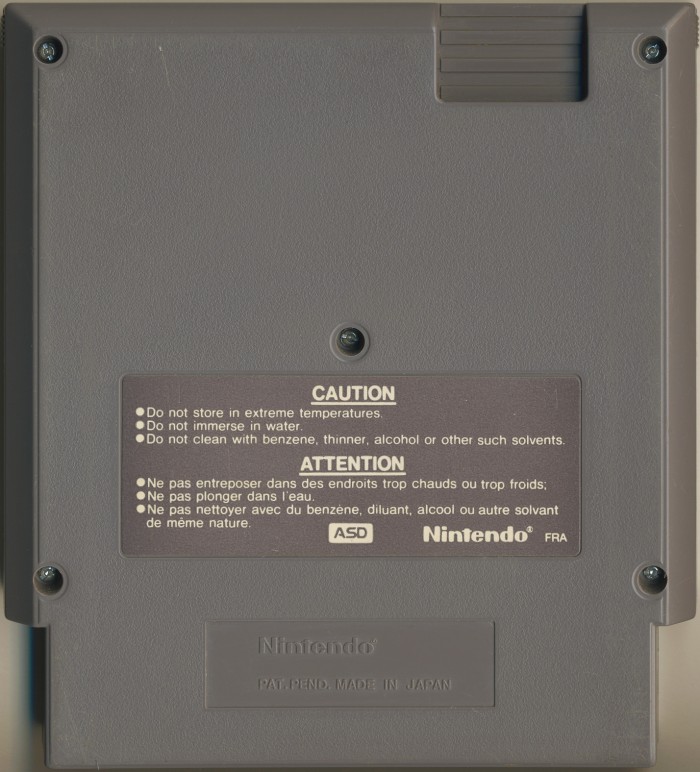 CAUTION
●Do not store in extreme temperatures.
●Do not immerse in water.
●Do not clean with benzene, thinner, alcohol or other such solvents.
ATTENTION
●Ne pas entreposer dans des endroits trop chauds ou trop froids;
●Ne pas plonger dans l'eau.
●Ne pas nettoyer avec du benzène, diluant, alcool ou autre solvant
de même nature.
ASD Nintendo® FRA
Nintendo®
PAT. PEND. MADE IN JAPAN